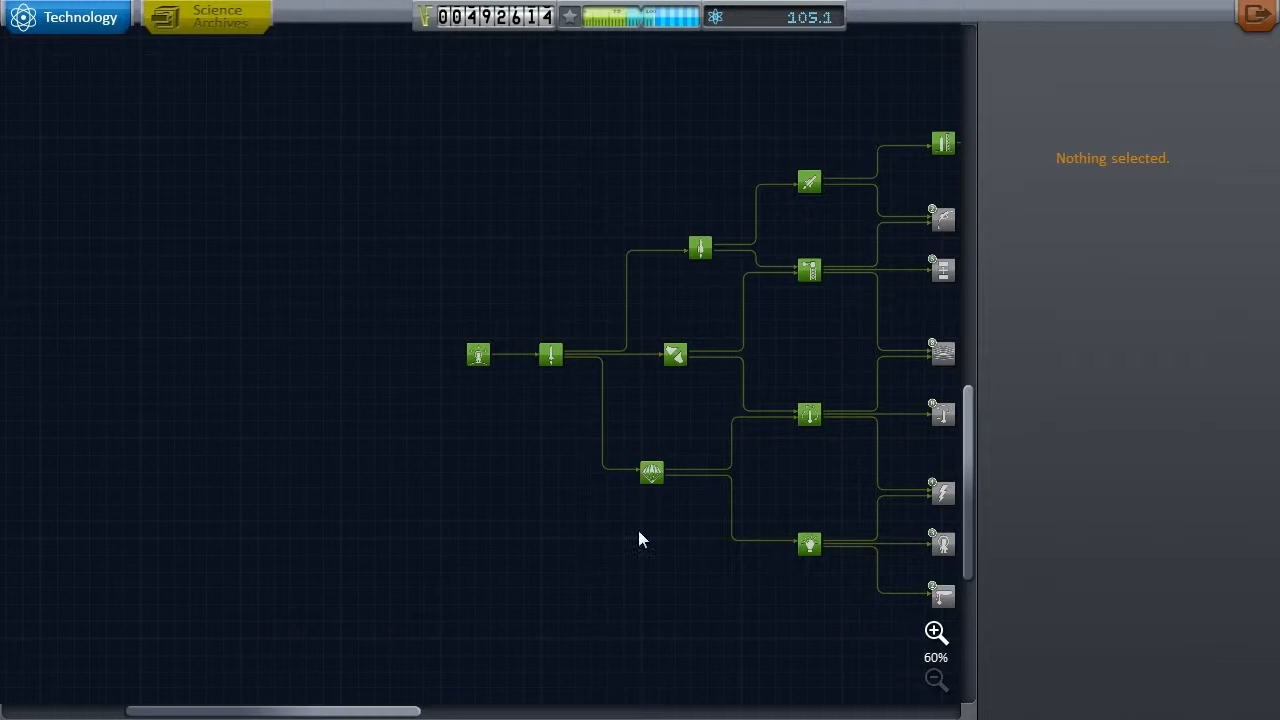 Technology
Science
Archives
00492614
105.1
Nothing selected.
60%